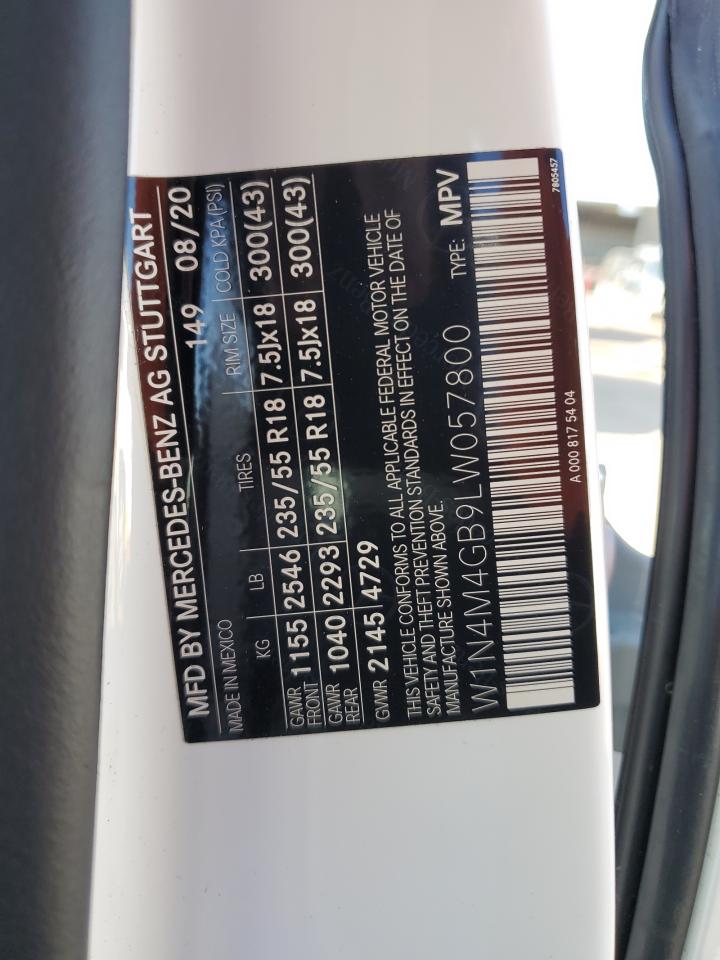 MFD BY MERCEDES-BENZ AG STUTTGART
MADE IN MEXICO 149 08/20
KG LB TIRES RIM SIZE COLD KPA (PSI)
GAWR FRONT 1155 2546 235/55 R18 7.5Jx18 300(43)
GAWR REAR 1040 2293 235/55 R18 7.5Jx18 300(43)
GVWR 2145 4729
THIS VEHICLE CONFORMS TO ALL APPLICABLE FEDERAL MOTOR VEHICLE
SAFETY AND THEFT PREVENTION STANDARDS IN EFFECT ON THE DATE OF
MANUFACTURE SHOWN ABOVE.
W1N4M4GB9LW057800 TYPE: MPV
A 000 817 54 04 7805457